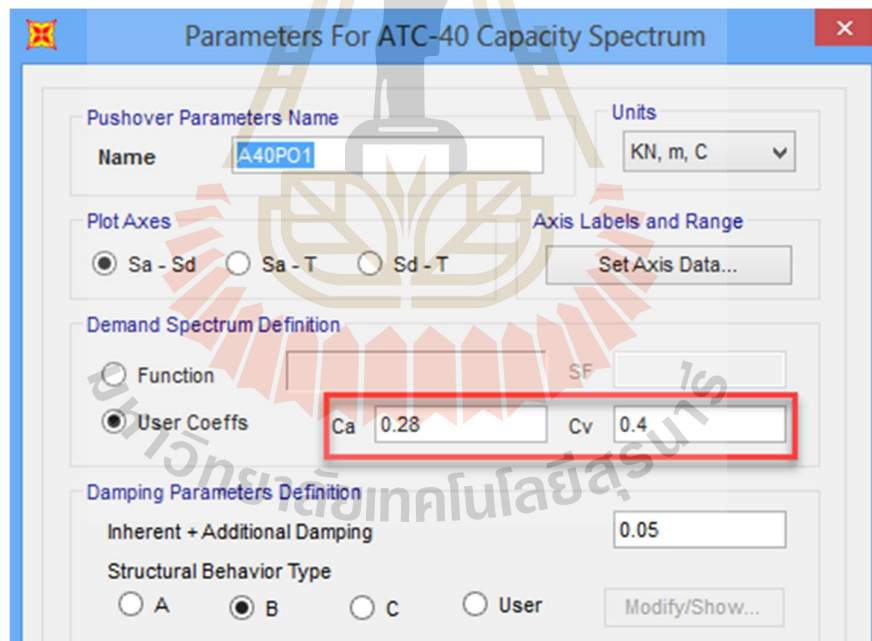 Parameters For ATC-40 Capacity Spectrum
Pushover Parameters Name
Name A40PO1
Units
KN, m, C
Plot Axes
Sa - Sd Sa - T Sd - T
Axis Labels and Range
Set Axis Data...
Demand Spectrum Definition
Function SF
User Coeffs Ca 0.28 Cv 0.4
มหาวิทยาลัยเทคโนโลยีสุรนารี
Damping Parameters Definition
Inherent + Additional Damping 0.05
Structural Behavior Type
A B C User Modify/Show...